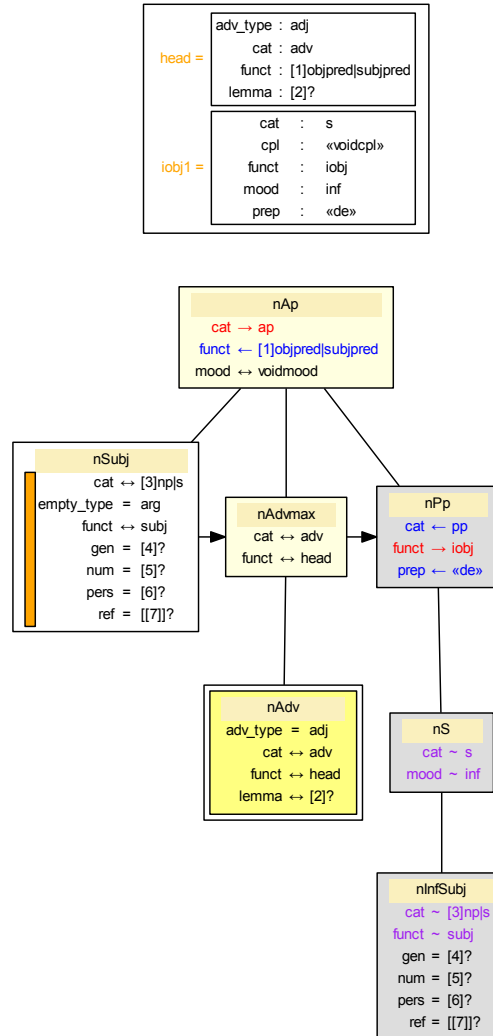 head =
adv_type : adj
cat : adv
funct : [1]objpred|subjpred
lemma : [2]?
iobj1 =
cat : s
cpl : «voidcpl»
funct : iobj
mood : inf
prep : «de»
nAp
cat → ap
funct ← [1]objpred|subjpred
mood ↔ voidmood
nSubj
cat ↔ [3]np|s
empty_type = arg
funct ↔ subj
gen = [4]?
num = [5]?
pers = [6]?
ref = [[7]]?
nAdvmax
cat ↔ adv
funct ↔ head
nPp
cat ← pp
funct → iobj
prep ← «de»
nAdv
adv_type = adj
cat ↔ adv
funct ↔ head
lemma ↔ [2]?
nS
cat ~ s
mood ~ inf
nInfSubj
cat ~ [3]np|s
funct ~ subj
gen = [4]?
num = [5]?
pers = [6]?
ref = [[7]]?